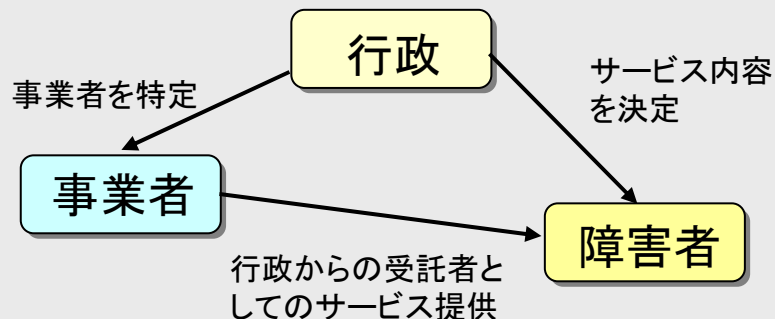 行政
サービス内容
を決定
事業者を特定
事業者
障害者
行政からの受託者と
してのサービス提供